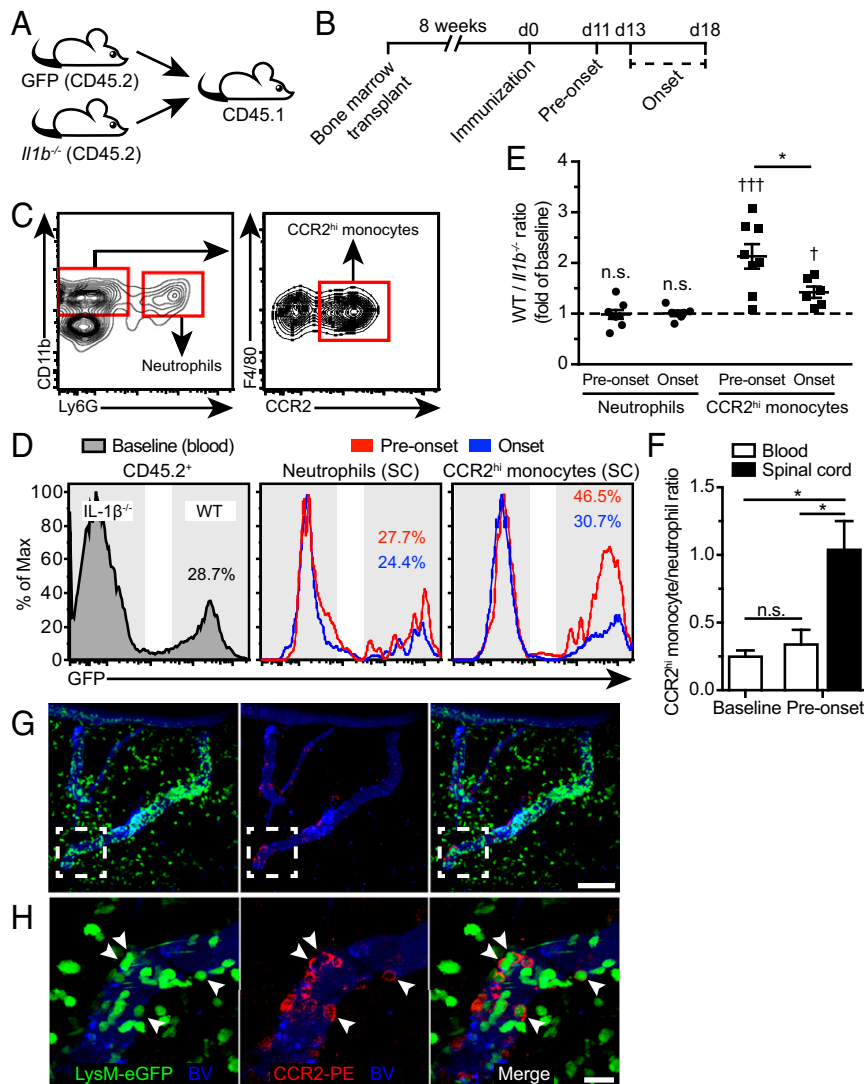 A
GFP (CD45.2)
Il1b-/- (CD45.2)
CD45.1
B
8 weeks
d0
d11
d13
d18
Bone marrow
transplant
Immunization
Pre-onset
Onset
C
CD11b
Ly6G
Neutrophils
F4/80
CCR2
CCR2hi monocytes
E
WT / Il1b-/- ratio
(fold of baseline)
4
3
2
1
0
n.s.
n.s.
†††
†
*
Pre-onset
Onset
Pre-onset
Onset
Neutrophils
CCR2hi monocytes
D
Baseline (blood)
Pre-onset
Onset
CD45.2+
Neutrophils (SC)
CCR2hi monocytes (SC)
% of Max
100
80
60
40
20
0
IL-1β-/-
WT
28.7%
27.7%
24.4%
46.5%
30.7%
GFP
F
Blood
Spinal cord
CCR2hi monocyte/neutrophil ratio
1.5
1.0
0.5
0.0
n.s.
*
*
Baseline
Pre-onset
G
H
LysM-eGFP
BV
CCR2-PE
BV
Merge